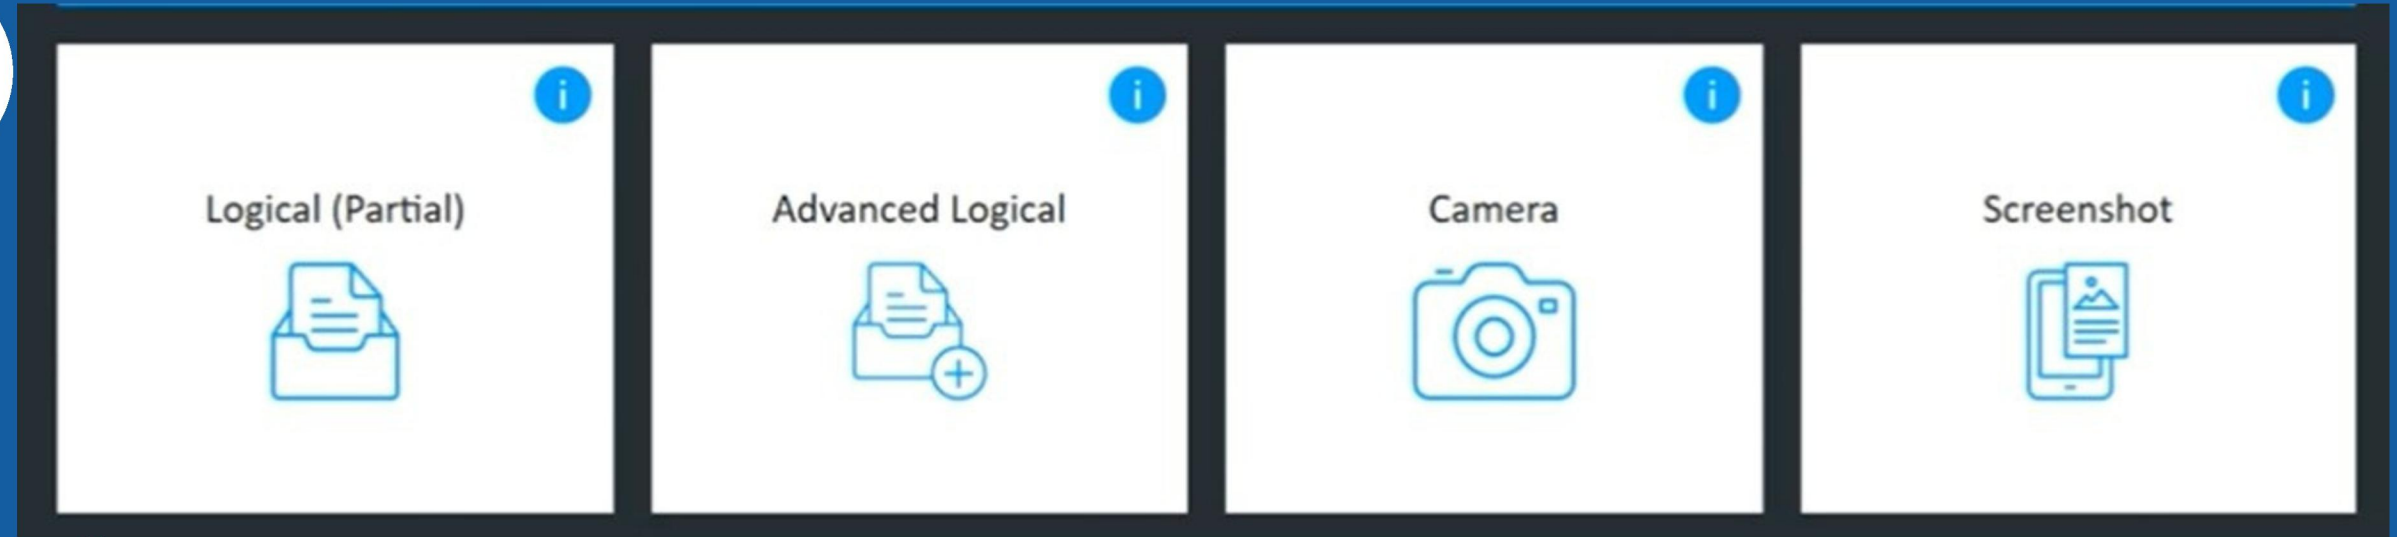 i
i
i
i
Logical (Partial)
Advanced Logical
Camera
Screenshot